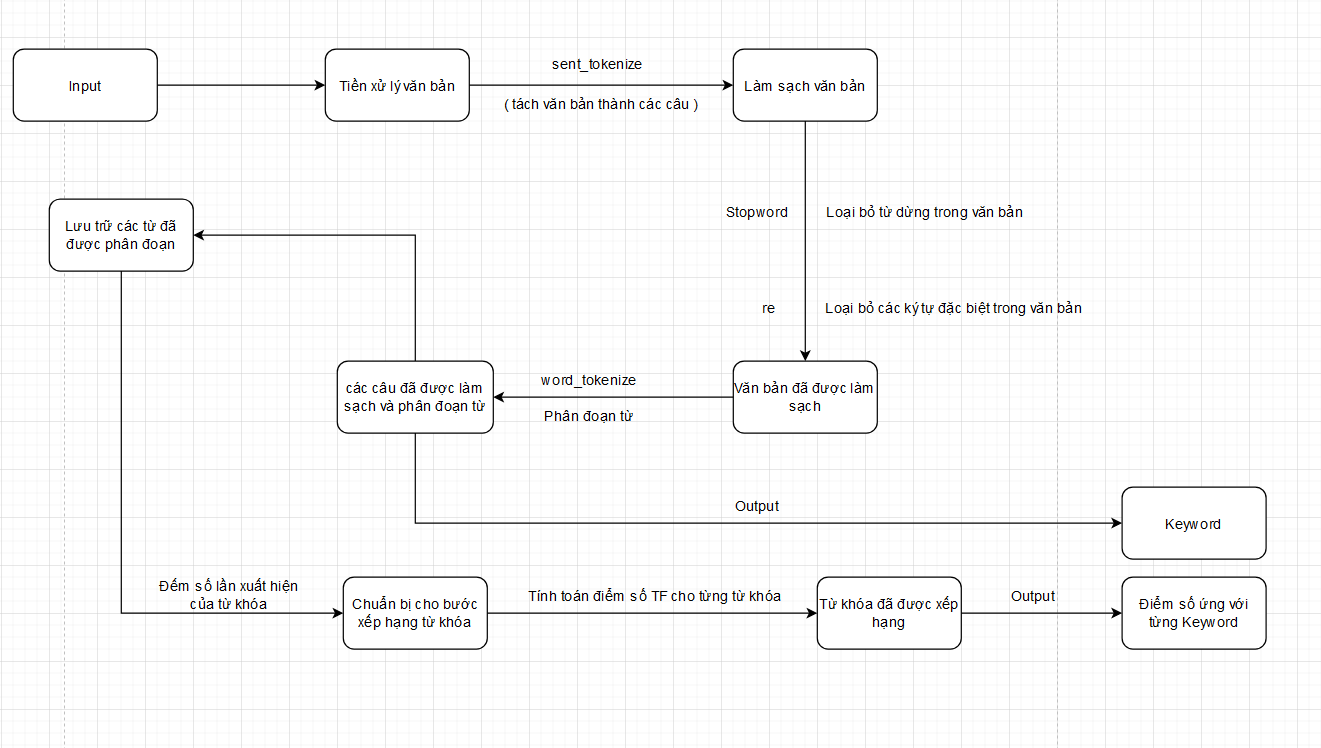 Input
Tiền xử lý văn bản
sent_tokenize
( tách văn bản thành các câu )
Làm sạch văn bản
Stopword
Loại bỏ từ dừng trong văn bản
re
Loại bỏ các ký tự đặc biệt trong văn bản
Văn bản đã được làm
sạch
word_tokenize
Phân đoạn từ
các câu đã được làm
sạch và phân đoạn từ
Lưu trữ các từ đã
được phân đoạn
Output
Keyword
Đếm số lần xuất hiện
của từ khóa
Chuẩn bị cho bước
xếp hạng từ khóa
Tính toán điểm số TF cho từng từ khóa
Từ khóa đã được xếp
hạng
Output
Điểm số ứng với
từng Keyword